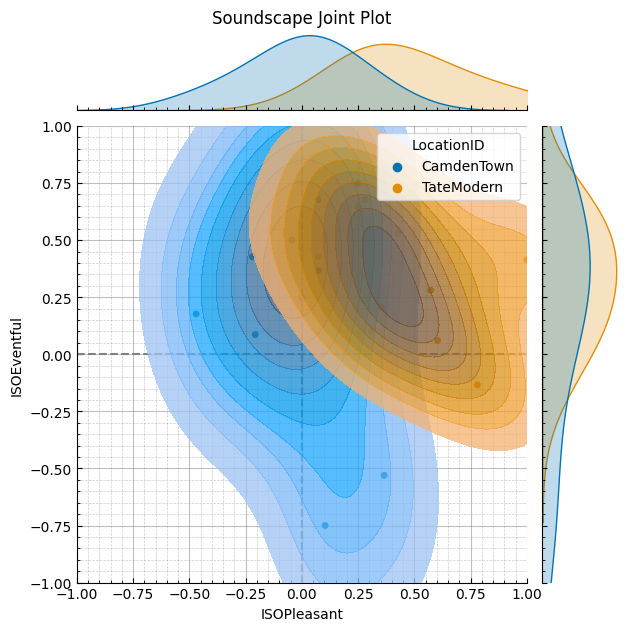 Soundscape Joint Plot
LocationID
CamdenTown
TateModern
1.00
0.75
0.50
0.25
0.00
−0.25
−0.50
−0.75
−1.00
ISOEventful
−1.00 −0.75 −0.50 −0.25 0.00 0.25 0.50 0.75 1.00
ISOPleasant